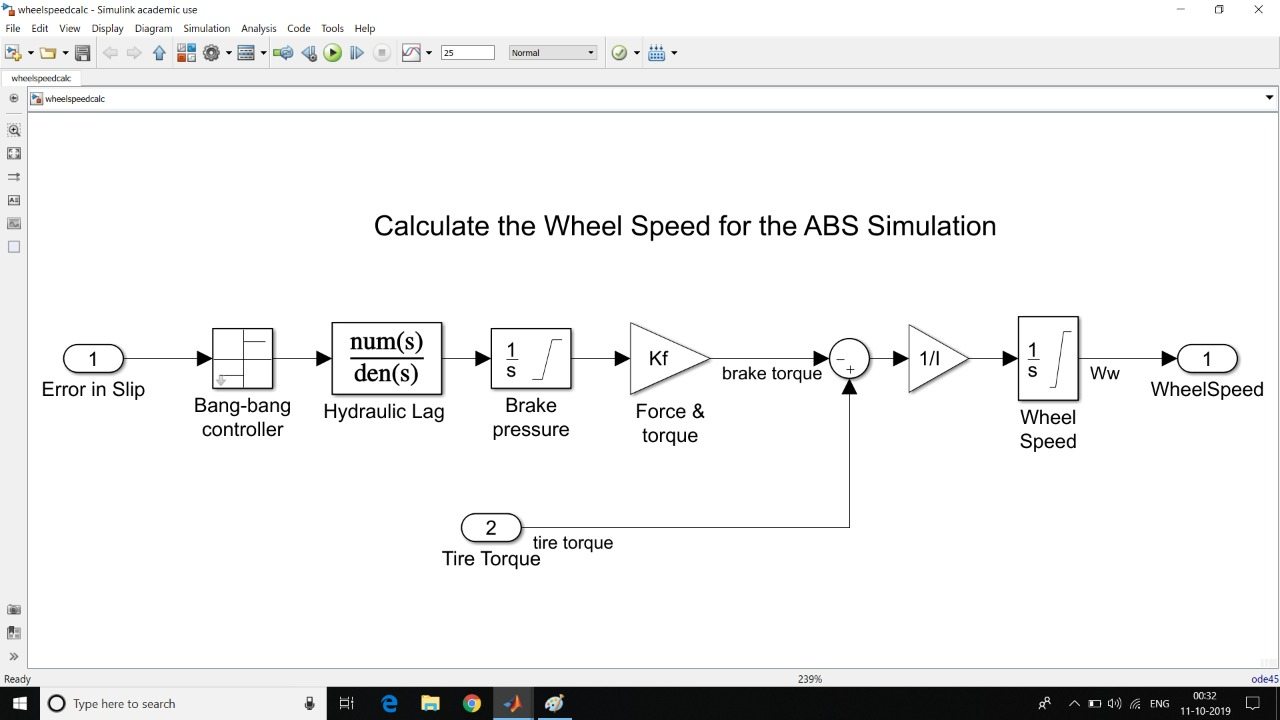 wheelspeedcalc - Simulink academic use
File Edit View Display Diagram Simulation Analysis Code Tools Help
25 Normal
wheelspeedcalc
wheelspeedcalc
Calculate the Wheel Speed for the ABS Simulation
1
Error in Slip
Bang-bang
controller
num(s)
den(s)
Hydraulic Lag
1
s
Brake
pressure
Kf
Force &
torque
brake torque
−
+
1/I
1
s
Wheel
Speed
Ww
1
WheelSpeed
2
Tire Torque
tire torque
Ready 239% ode45
Type here to search
ENG
00:32
11-10-2019